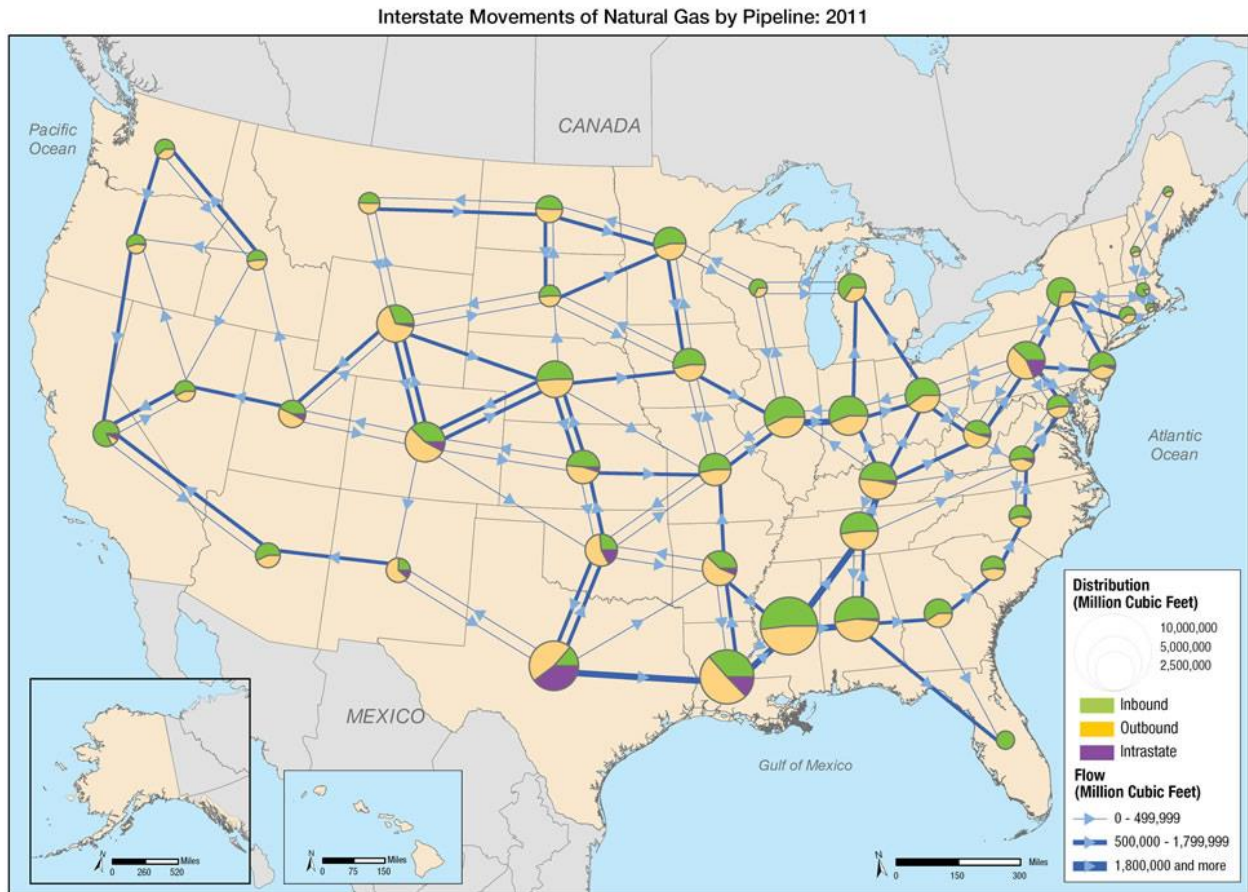 Interstate Movements of Natural Gas by Pipeline: 2011
Pacific
Ocean
CANADA
Atlantic
Ocean
MEXICO
Gulf of Mexico
N
Miles
0 260 520
N
Miles
0 75 150
N
Miles
0 150 300
Distribution
(Million Cubic Feet)
10,000,000
5,000,000
2,500,000
Inbound
Outbound
Intrastate
Flow
(Million Cubic Feet)
0 - 499,999
500,000 - 1,799,999
1,800,000 and more